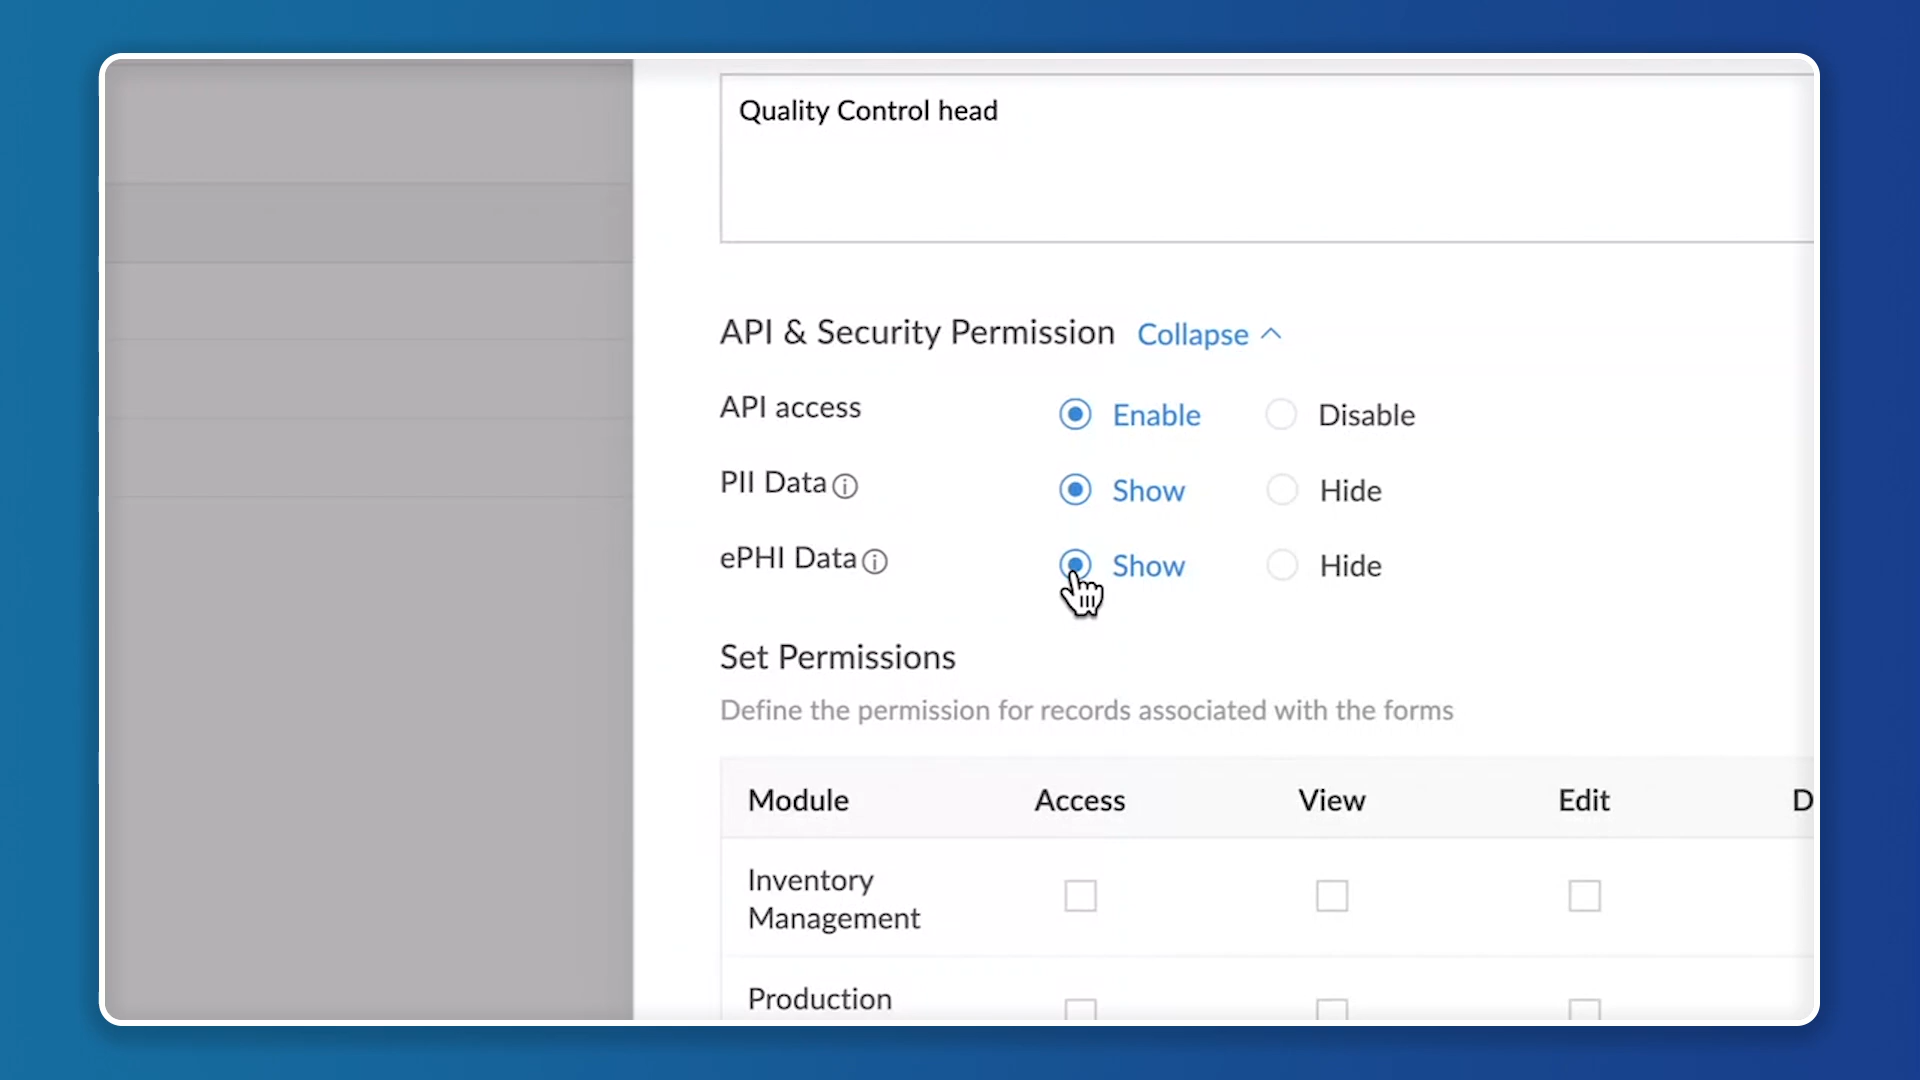 Quality Control head
API & Security Permission Collapse
API access Enable Disable
PII Data Show Hide
ePHI Data Show Hide
Set Permissions
Define the permission for records associated with the forms
Module Access View Edit D
Inventory
Management
Production